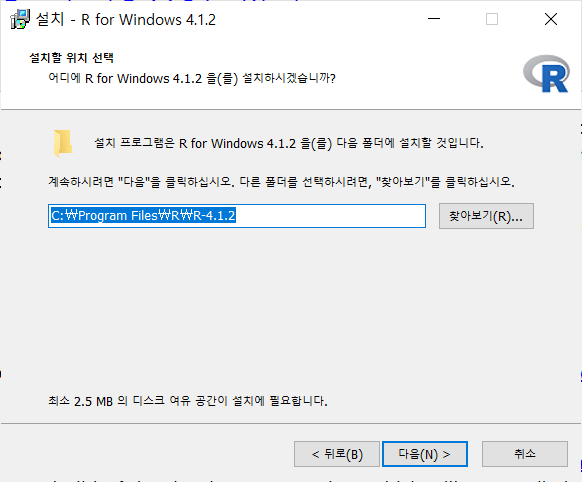 설치 - R for Windows 4.1.2
설치할 위치 선택
어디에 R for Windows 4.1.2 을(를) 설치하시겠습니까?
R
설치 프로그램은 R for Windows 4.1.2 을(를) 다음 폴더에 설치할 것입니다.
계속하시려면 "다음"을 클릭하십시오. 다른 폴더를 선택하시려면, "찾아보기"를 클릭하십시오.
C:₩Program Files₩R₩R-4.1.2
찾아보기(R)...
최소 2.5 MB 의 디스크 여유 공간이 설치에 필요합니다.
< 뒤로(B)
다음(N) >
취소